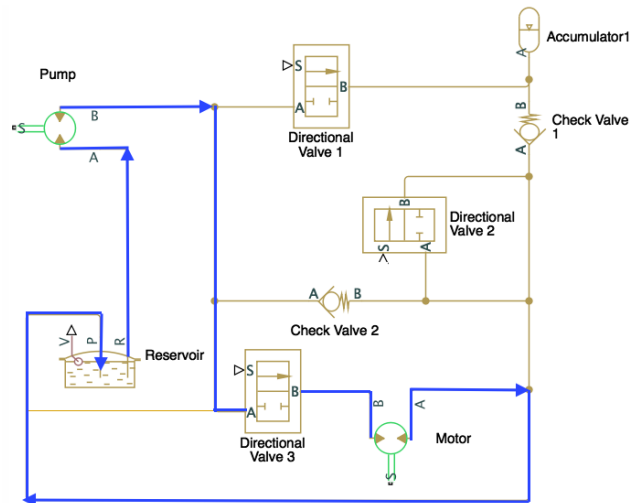 Accumulator1
A
Pump
S
B
A
B
A
S
Directional
Valve 1
B
Check Valve
1
A
B
Directional
Valve 2
S
A
A
B
Check Valve 2
V
P
R
Reservoir
S
B
A
Directional
Valve 3
B
A
Motor
S